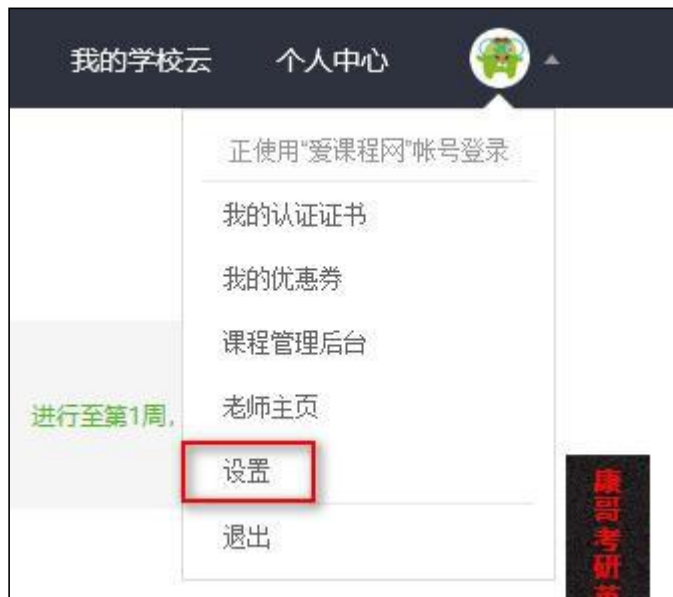 我的学校云 个人中心
正使用“爱课程网”帐号登录
我的认证证书
我的优惠券
课程管理后台
老师主页
进行至第1周,
设置
退出
康哥考研英